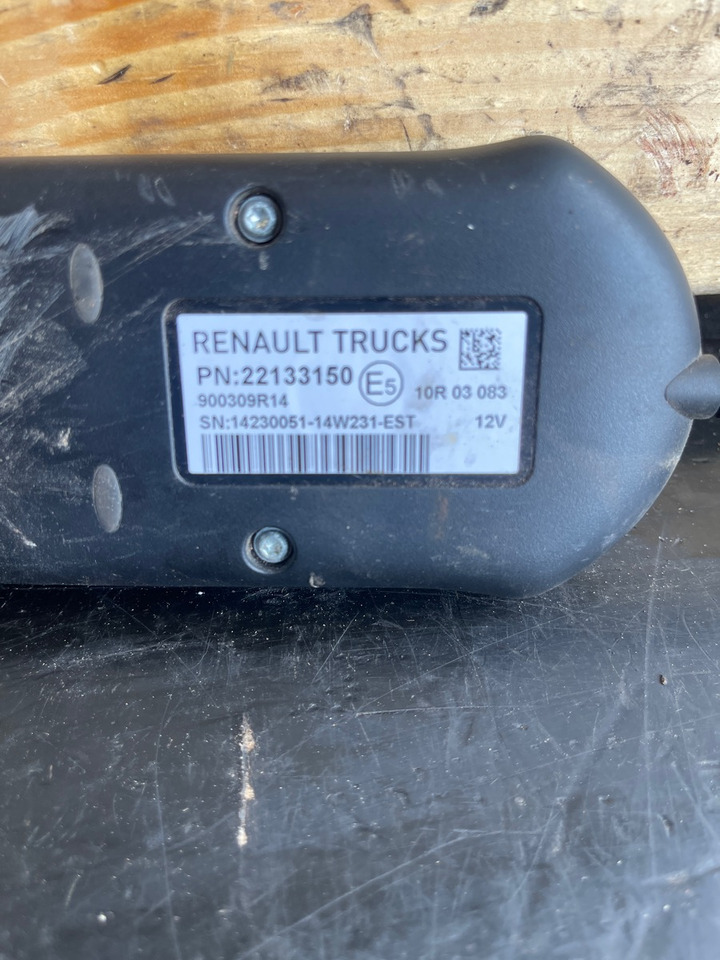 RENAULT TRUCKS
PN:22133150 E5 10R 03 083
900309R14
SN:14230051-14W231-EST 12V